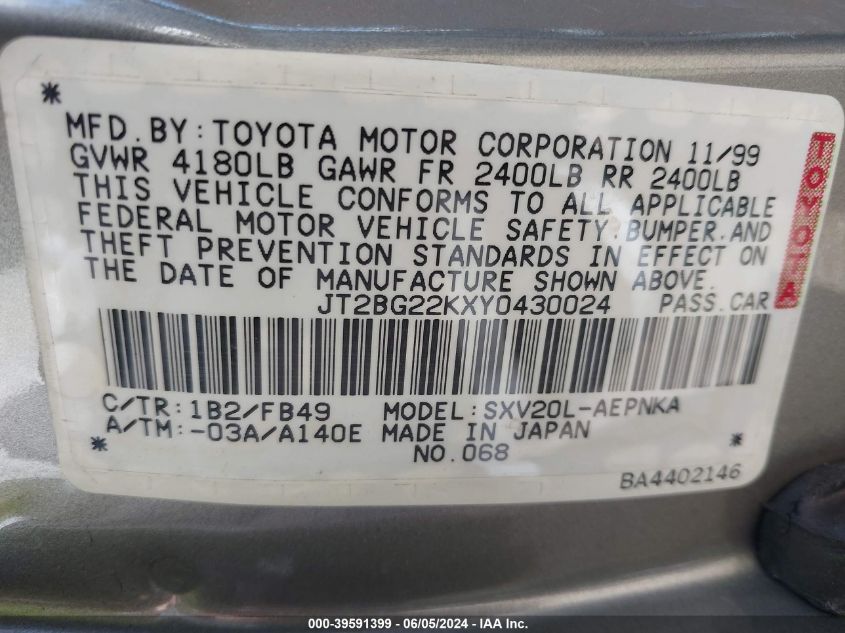 MFD.BY:TOYOTA MOTOR CORPORATION 11/99
GVWR 4180LB GAWR FR 2400LB RR 2400LB
THIS VEHICLE CONFORMS TO ALL APPLICABLE
FEDERAL MOTOR VEHICLE SAFETY,BUMPER,AND
THEFT PREVENTION STANDARDS IN EFFECT ON
THE DATE OF MANUFACTURE SHOWN ABOVE.
JT2BG22KXY0430024 PASS.CAR
TOYOTA
C/TR:1B2/FB49 MODEL:SXV20L-AEPNKA
A/TM:-03A/A140E MADE IN JAPAN
NO.068
BA4402146
000-39591399 - 06/05/2024 - IAA Inc.